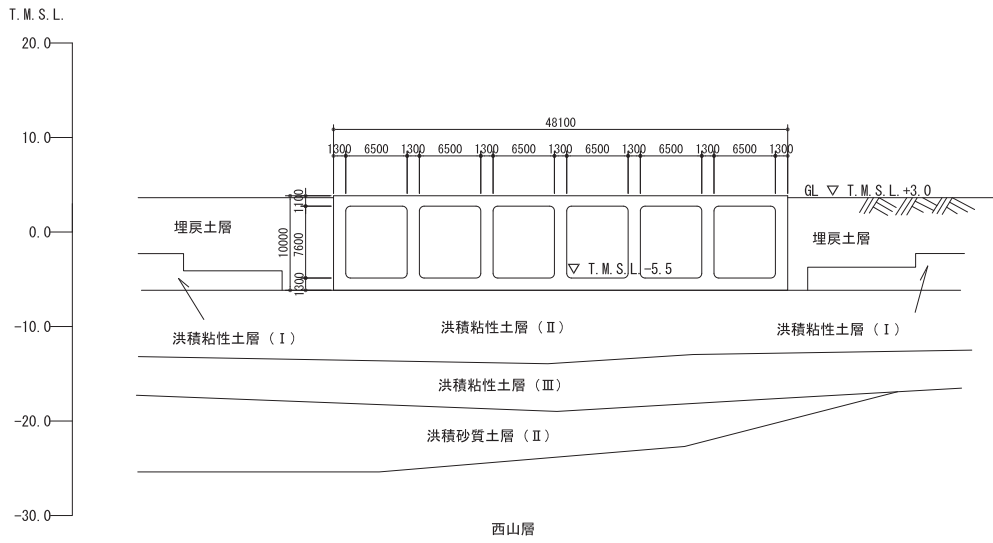 T.M.S.L.
20.0
10.0
0.0
-10.0
-20.0
-30.0
48100
1300 6500 1300 6500 1300 6500 1300 6500 1300 6500 1300 6500 1300
1100
7600
1300
10000
GL ▽ T.M.S.L.+3.0
埋戻土層
埋戻土層
▽ T.M.S.L.-5.5
洪積粘性土層(Ⅰ)
洪積粘性土層(Ⅱ)
洪積粘性土層(Ⅰ)
洪積粘性土層(Ⅲ)
洪積砂質土層(Ⅱ)
西山層